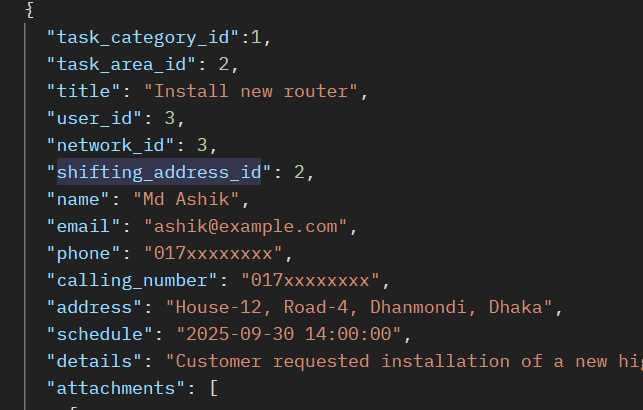 {
"task_category_id":1,
"task_area_id": 2,
"title": "Install new router",
"user_id": 3,
"network_id": 3,
"shifting_address_id": 2,
"name": "Md Ashik",
"email": "ashik@example.com",
"phone": "017xxxxxxxx",
"calling_number": "017xxxxxxxx",
"address": "House-12, Road-4, Dhanmondi, Dhaka",
"schedule": "2025-09-30 14:00:00",
"details": "Customer requested installation of a new hig
"attachments": [
{